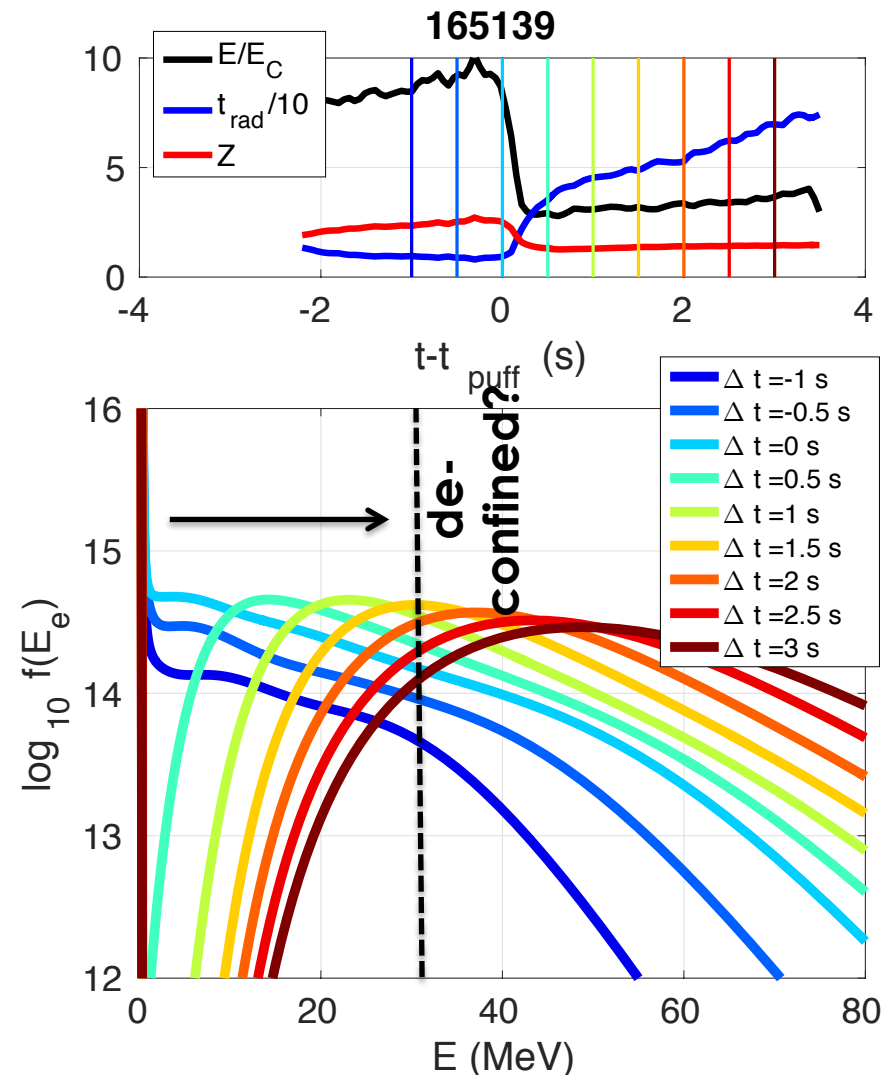 165139
E/E_C
t_rad/10
Z
10
5
0
-4
-2
0
2
4
t-t_puff (s)
Δ t =-1 s
Δ t =-0.5 s
Δ t =0 s
Δ t =0.5 s
Δ t =1 s
Δ t =1.5 s
Δ t =2 s
Δ t =2.5 s
Δ t =3 s
de-
confined?
log_10 f(E_e)
16
15
14
13
12
0
20
40
60
80
E (MeV)